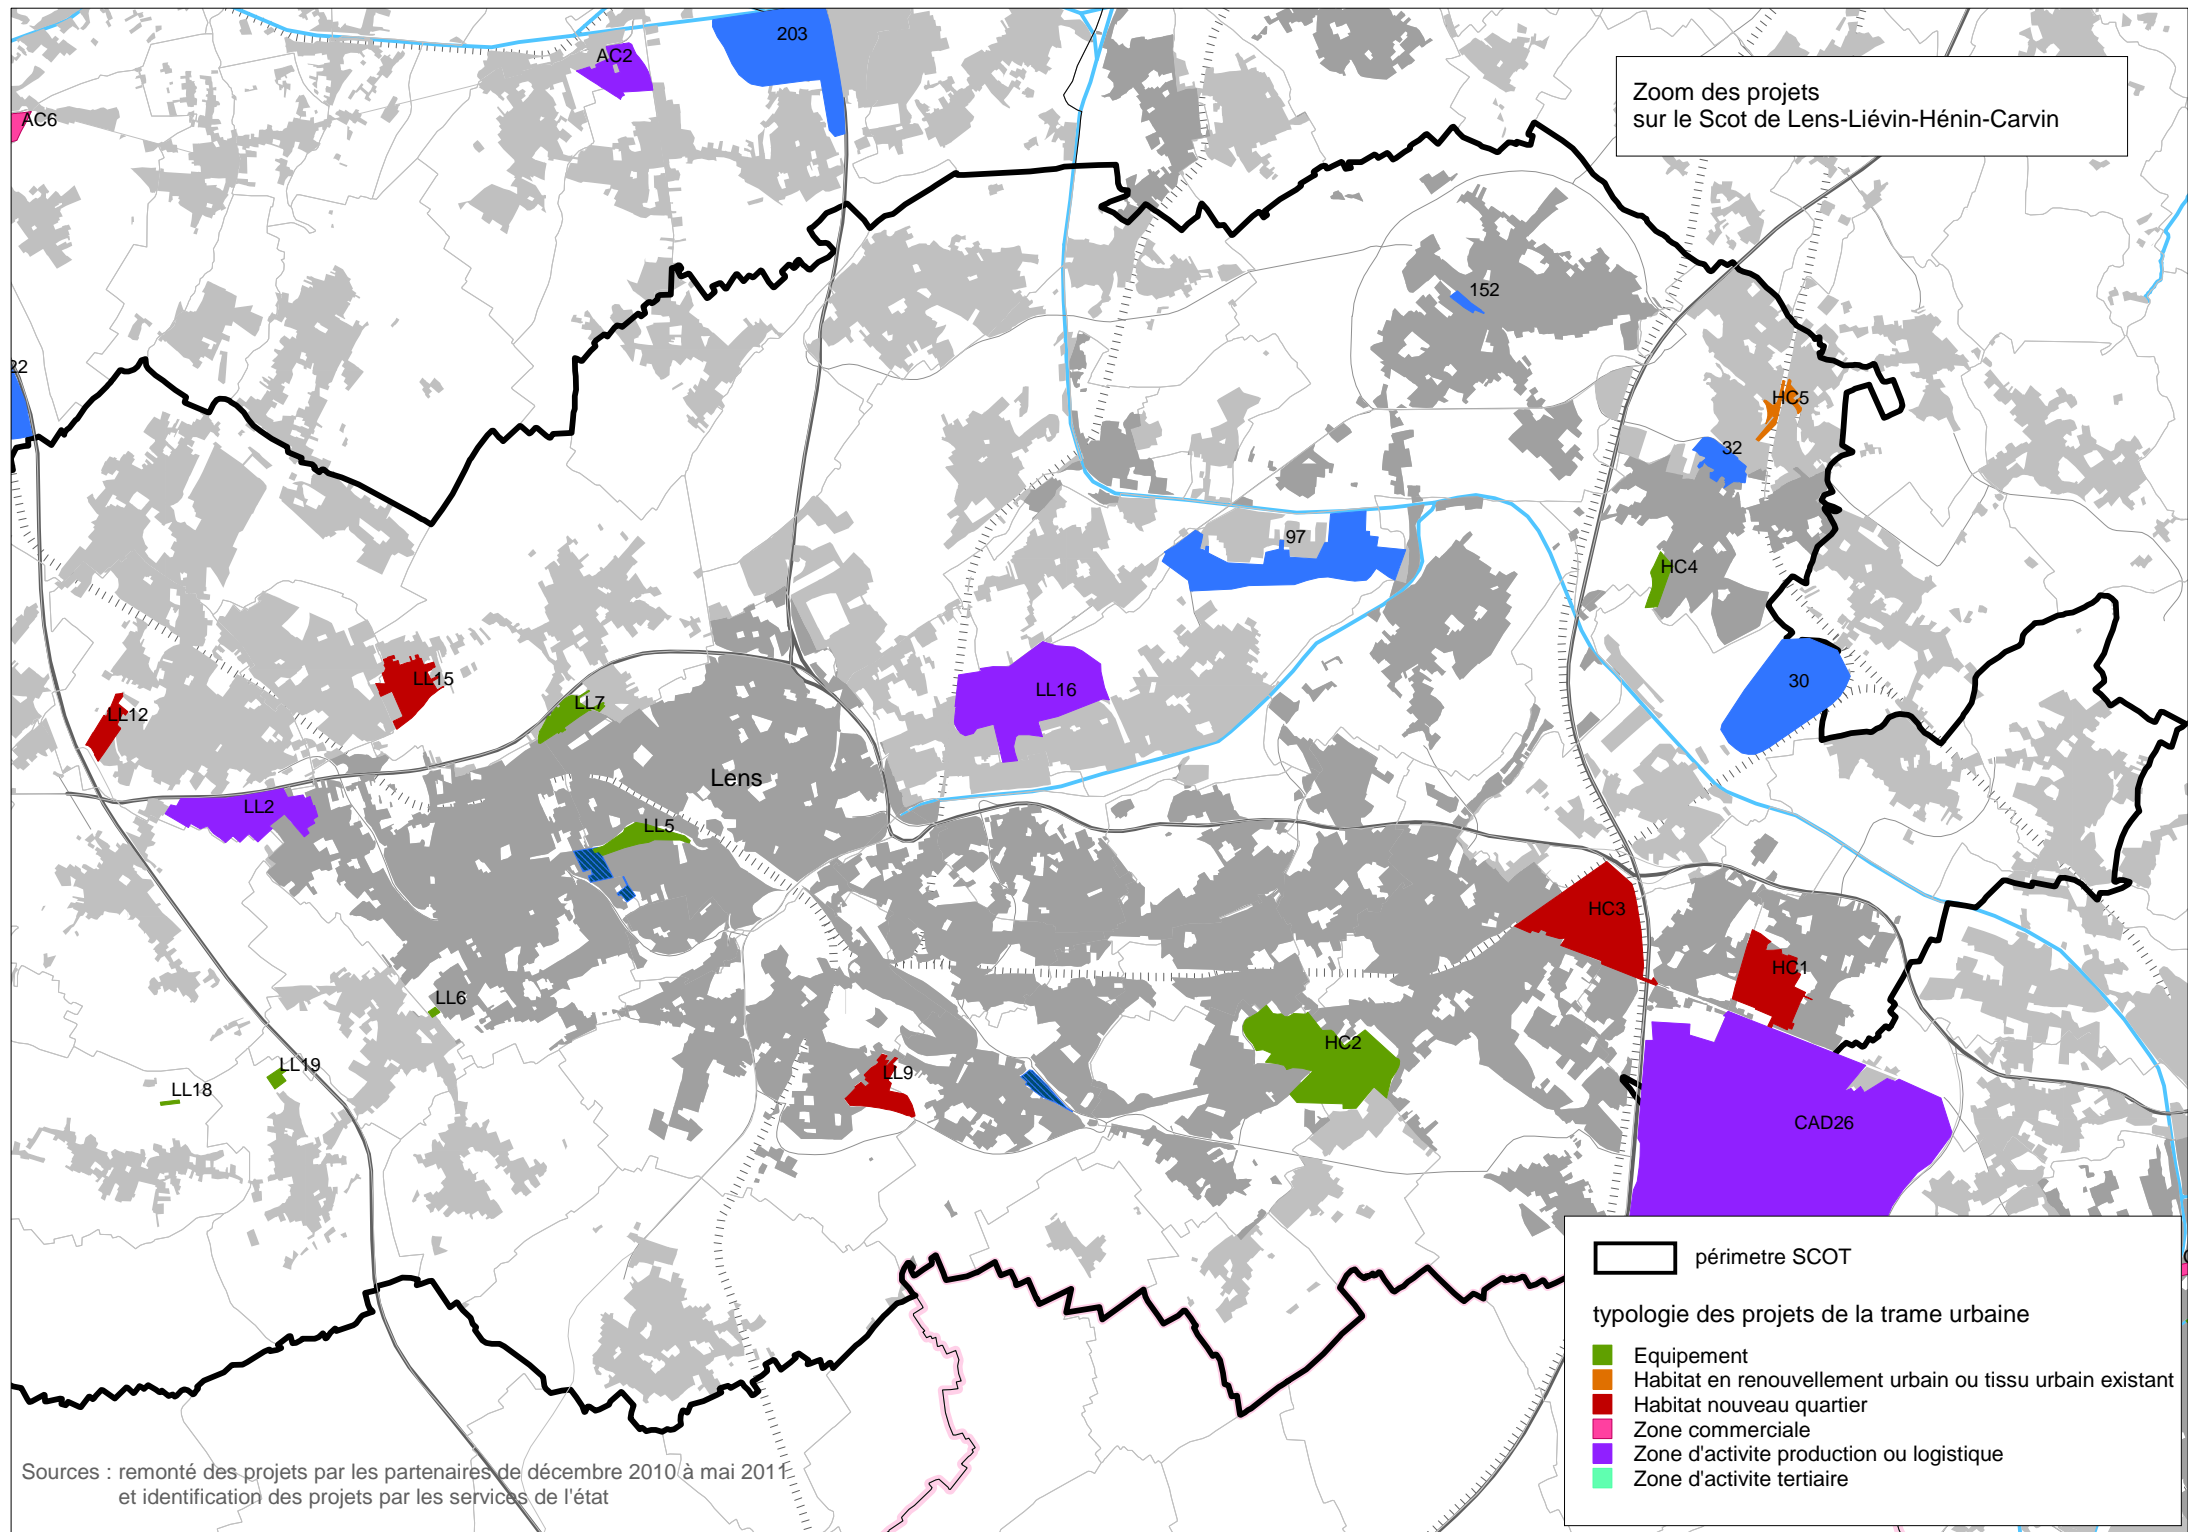 203
AC2
AC6
Zoom des projets
sur le Scot de Lens-Liévin-Hénin-Carvin
152
22
HC5
32
97
HC4
LL15
LL16
30
LL7
LL12
Lens
LL2
LL5
HC3
HC1
LL6
HC2
LL19
LL9
LL18
CAD26
périmetre SCOT
typologie des projets de la trame urbaine
Equipement
Habitat en renouvellement urbain ou tissu urbain existant
Habitat nouveau quartier
Zone commerciale
Zone d'activite production ou logistique
Zone d'activite tertiaire
Sources : remonté des projets par les partenaires de décembre 2010 à mai 2011
et identification des projets par les services de l'état